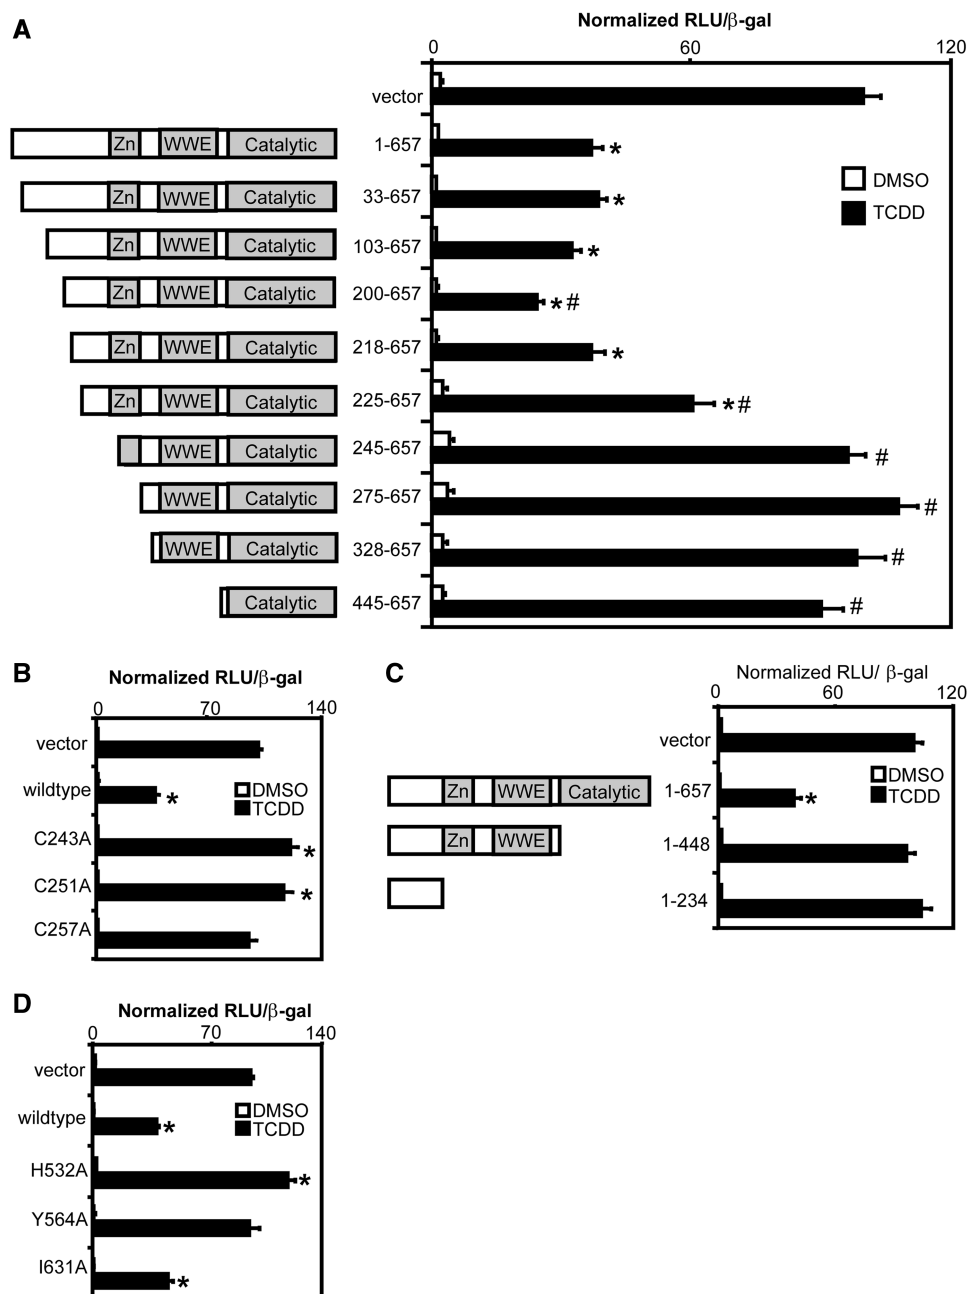 A
Normalized RLU/β-gal
0 60 120
vector
Zn WWE Catalytic 1-657 *
DMSO
TCDD
Zn WWE Catalytic 33-657 *
Zn WWE Catalytic 103-657 *
Zn WWE Catalytic 200-657 *#
Zn WWE Catalytic 218-657 *
Zn WWE Catalytic 225-657 *#
WWE Catalytic 245-657 #
WWE Catalytic 275-657 #
WWE Catalytic 328-657 #
Catalytic 445-657 #
B
Normalized RLU/β-gal
0 70 140
vector
wildtype *
DMSO
TCDD
C243A *
C251A *
C257A
C
Normalized RLU/ β-gal
0 60 120
vector
Zn WWE Catalytic 1-657 *
DMSO
TCDD
Zn WWE 1-448
1-234
D
Normalized RLU/β-gal
0 70 140
vector
wildtype *
DMSO
TCDD
H532A *
Y564A
I631A *